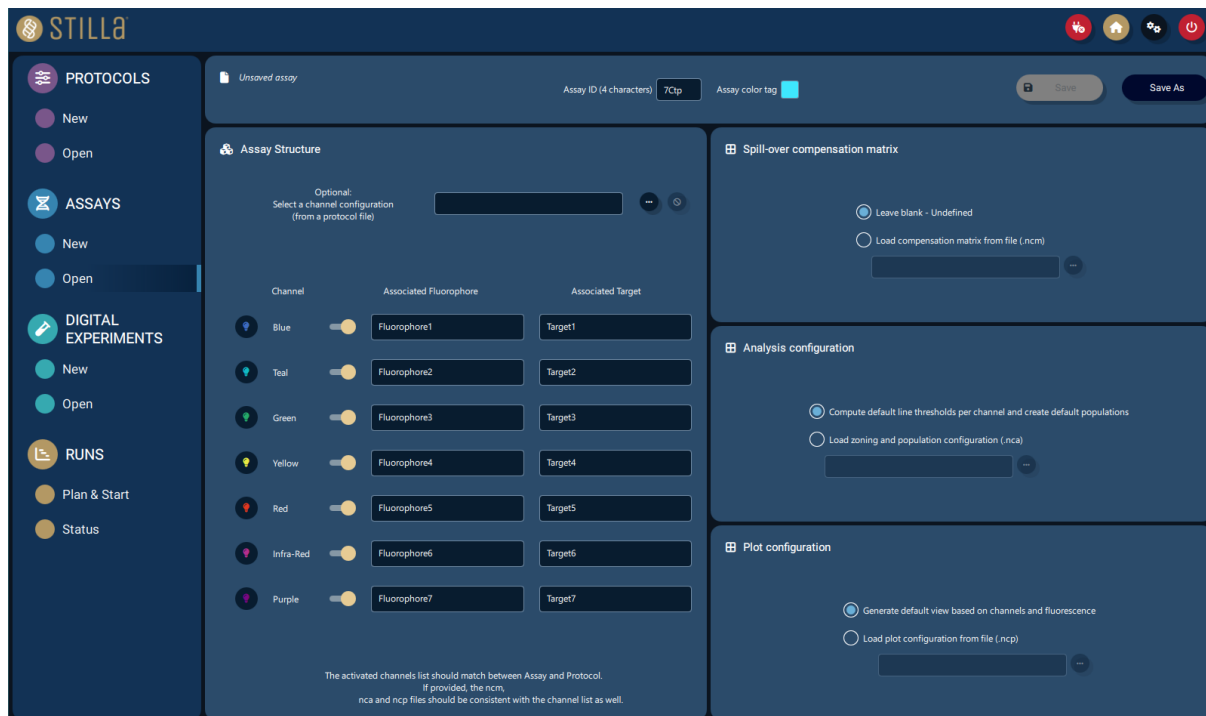 STILLa
PROTOCOLS
New
Open
ASSAYS
New
Open
DIGITAL
EXPERIMENTS
New
Open
RUNS
Plan & Start
Status
Unsaved assay
Assay ID (4 characters) 7Ctp Assay color tag
Save
Save As
Assay Structure
Optional:
Select a channel configuration
(from a protocol file)
...
Channel Associated Fluorophore Associated Target
Blue Fluorophore1 Target1
Teal Fluorophore2 Target2
Green Fluorophore3 Target3
Yellow Fluorophore4 Target4
Red Fluorophore5 Target5
Infra-Red Fluorophore6 Target6
Purple Fluorophore7 Target7
The activated channels list should match between Assay and Protocol.
If provided, the ncm,
nca and ncp files should be consistent with the channel list as well.
Spill-over compensation matrix
Leave blank - Undefined
Load compensation matrix from file (.ncm)
...
Analysis configuration
Compute default line thresholds per channel and create default populations
Load zoning and population configuration (.nca)
...
Plot configuration
Generate default view based on channels and fluorescence
Load plot configuration from file (.ncp)
...